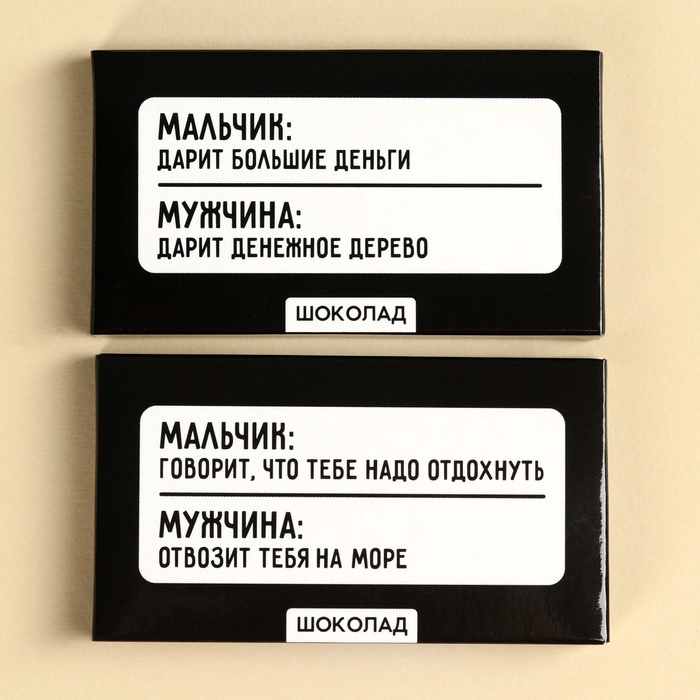 МАЛЬЧИК:
ДАРИТ БОЛЬШИЕ ДЕНЬГИ
МУЖЧИНА:
ДАРИТ ДЕНЕЖНОЕ ДЕРЕВО
ШОКОЛАД
МАЛЬЧИК:
ГОВОРИТ, ЧТО ТЕБЕ НАДО ОТДОХНУТЬ
МУЖЧИНА:
ОТВОЗИТ ТЕБЯ НА МОРЕ
ШОКОЛАД